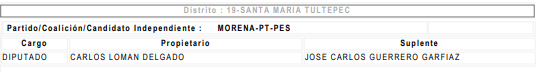 Distrito : 19-SANTA MARIA TULTEPEC
Partido/Coalición/Candidato Independiente : MORENA-PT-PES
Cargo Propietario Suplente
DIPUTADO CARLOS LOMAN DELGADO JOSE CARLOS GUERRERO GARFIAZ